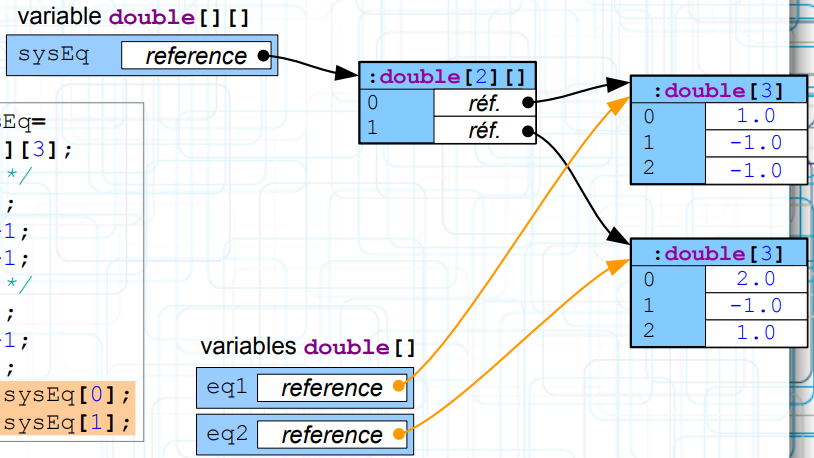 variable double[][]
sysEq reference
:double[2][]
0 réf.
1 réf.
:double[3]
0 1.0
1 -1.0
2 -1.0
sEq=
][3];
*/
;
-1;
-1;
*/
;
-1;
;
sysEq[0];
sysEq[1];
:double[3]
0 2.0
1 -1.0
2 1.0
variables double[]
eq1 reference
eq2 reference